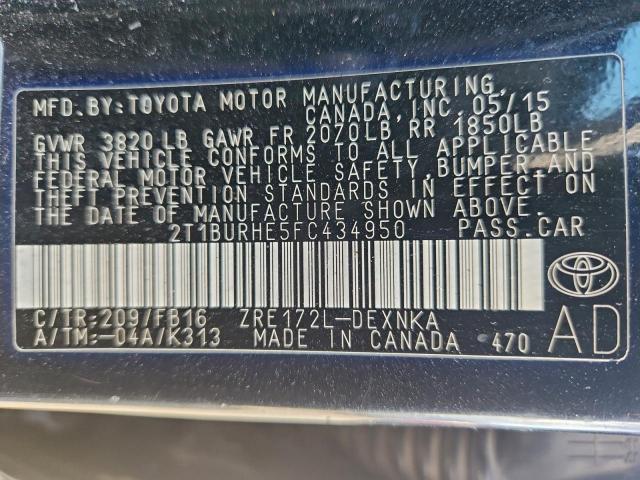 MFD.BY:TOYOTA MOTOR MANUFACTURING,
CANADA,INC.05/15
GVWR 3820 LB GAWR FR 2070LB RR 1850LB
THIS VEHICLE CONFORMS TO ALL APPLICABLE
FEDERAL MOTOR VEHICLE SAFETY,BUMPER,AND
THEFT PREVENTION STANDARDS IN EFFECT ON
THE DATE OF MANUFACTURE SHOWN ABOVE.
2T1BURHE5FC434950 PASS.CAR
C/TR:209/FB16 ZRE172L-DEXNKA
A/TM:-04A/K313 MADE IN CANADA 470
AD